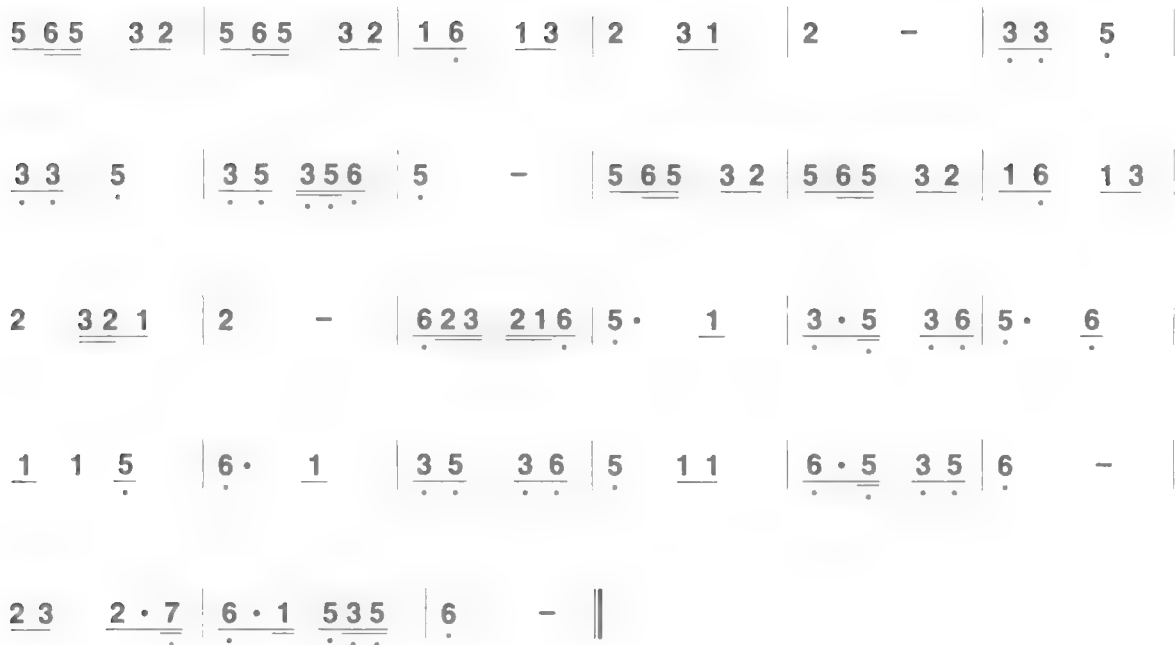 5 6 5 3 2 | 5 6 5 3 2 | 1 6̣ 1 3 | 2 3 1 | 2 – | 3̣ 3̣ 5̣ |
3̣ 3̣ 5̣ | 3̣ 5̣ 3̣ 5̣ 6̣ | 5̣ – | 5 6 5 3 2 | 5 6 5 3 2 | 1 6̣ 1 3 |
2 3 2 1 | 2 – | 6̣ 2 3 2 1 6̣ | 5̣ · 1 | 3̣ · 5̣ 3̣ 6̣ | 5̣ · 6̣ |
1 1 5̣ | 6̣ · 1 | 3̣ 5̣ 3̣ 6̣ | 5̣ 1 1 | 6̣ · 5̣ 3̣ 5̣ | 6̣ – |
2 3 2 · 7̣ | 6̣ · 1 5̣ 3̣ 5̣ | 6̣ – ‖